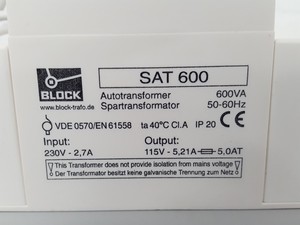 BLOCK
www.block-trafo.de
SAT 600
Autotransformer 600VA
Spartransformator 50-60Hz
VDE 0570/EN 61558 ta 40°C Cl.A IP 20 CE
Input: Output:
230V - 2,7A 115V - 5,21A 5,0AT
This Transformer does not provide isolation from mains voltage
Der Transformator besitzt keine galvanische Trennung zum Netz